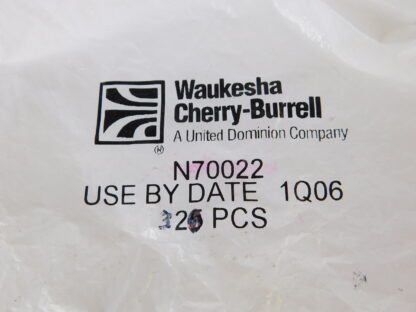 Waukesha
Cherry-Burrell
A United Dominion Company
®
N70022
USE BY DATE 1Q06
PCS